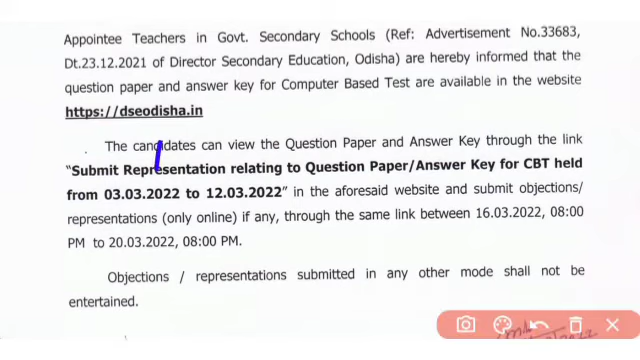 Appointee Teachers in Govt. Secondary Schools (Ref: Advertisement No.33683,
Dt.23.12.2021 of Director Secondary Education, Odisha) are hereby informed that the
question paper and answer key for Computer Based Test are available in the website
https://dseodisha.in
The candidates can view the Question Paper and Answer Key through the link
"Submit Representation relating to Question Paper/Answer Key for CBT held
from 03.03.2022 to 12.03.2022" in the aforesaid website and submit objections/
representations (only online) if any, through the same link between 16.03.2022, 08:00
PM to 20.03.2022, 08:00 PM.
Objections / representations submitted in any other mode shall not be
entertained.